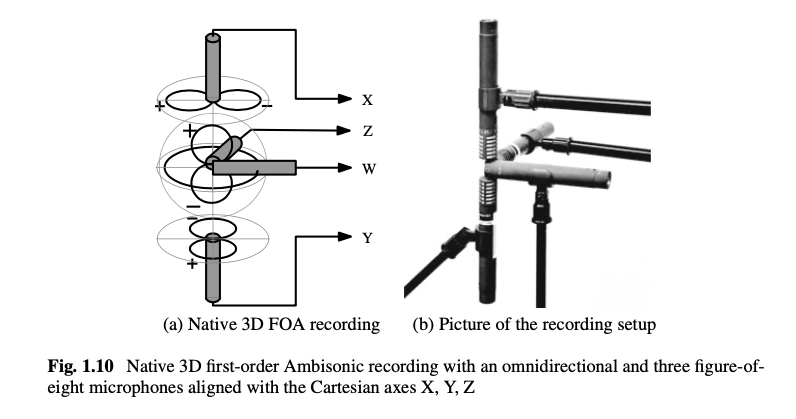 X
+
−
Z
+
W
−
−
Y
+
(a) Native 3D FOA recording
(b) Picture of the recording setup
Fig. 1.10 Native 3D first-order Ambisonic recording with an omnidirectional and three figure-of-
eight microphones aligned with the Cartesian axes X, Y, Z